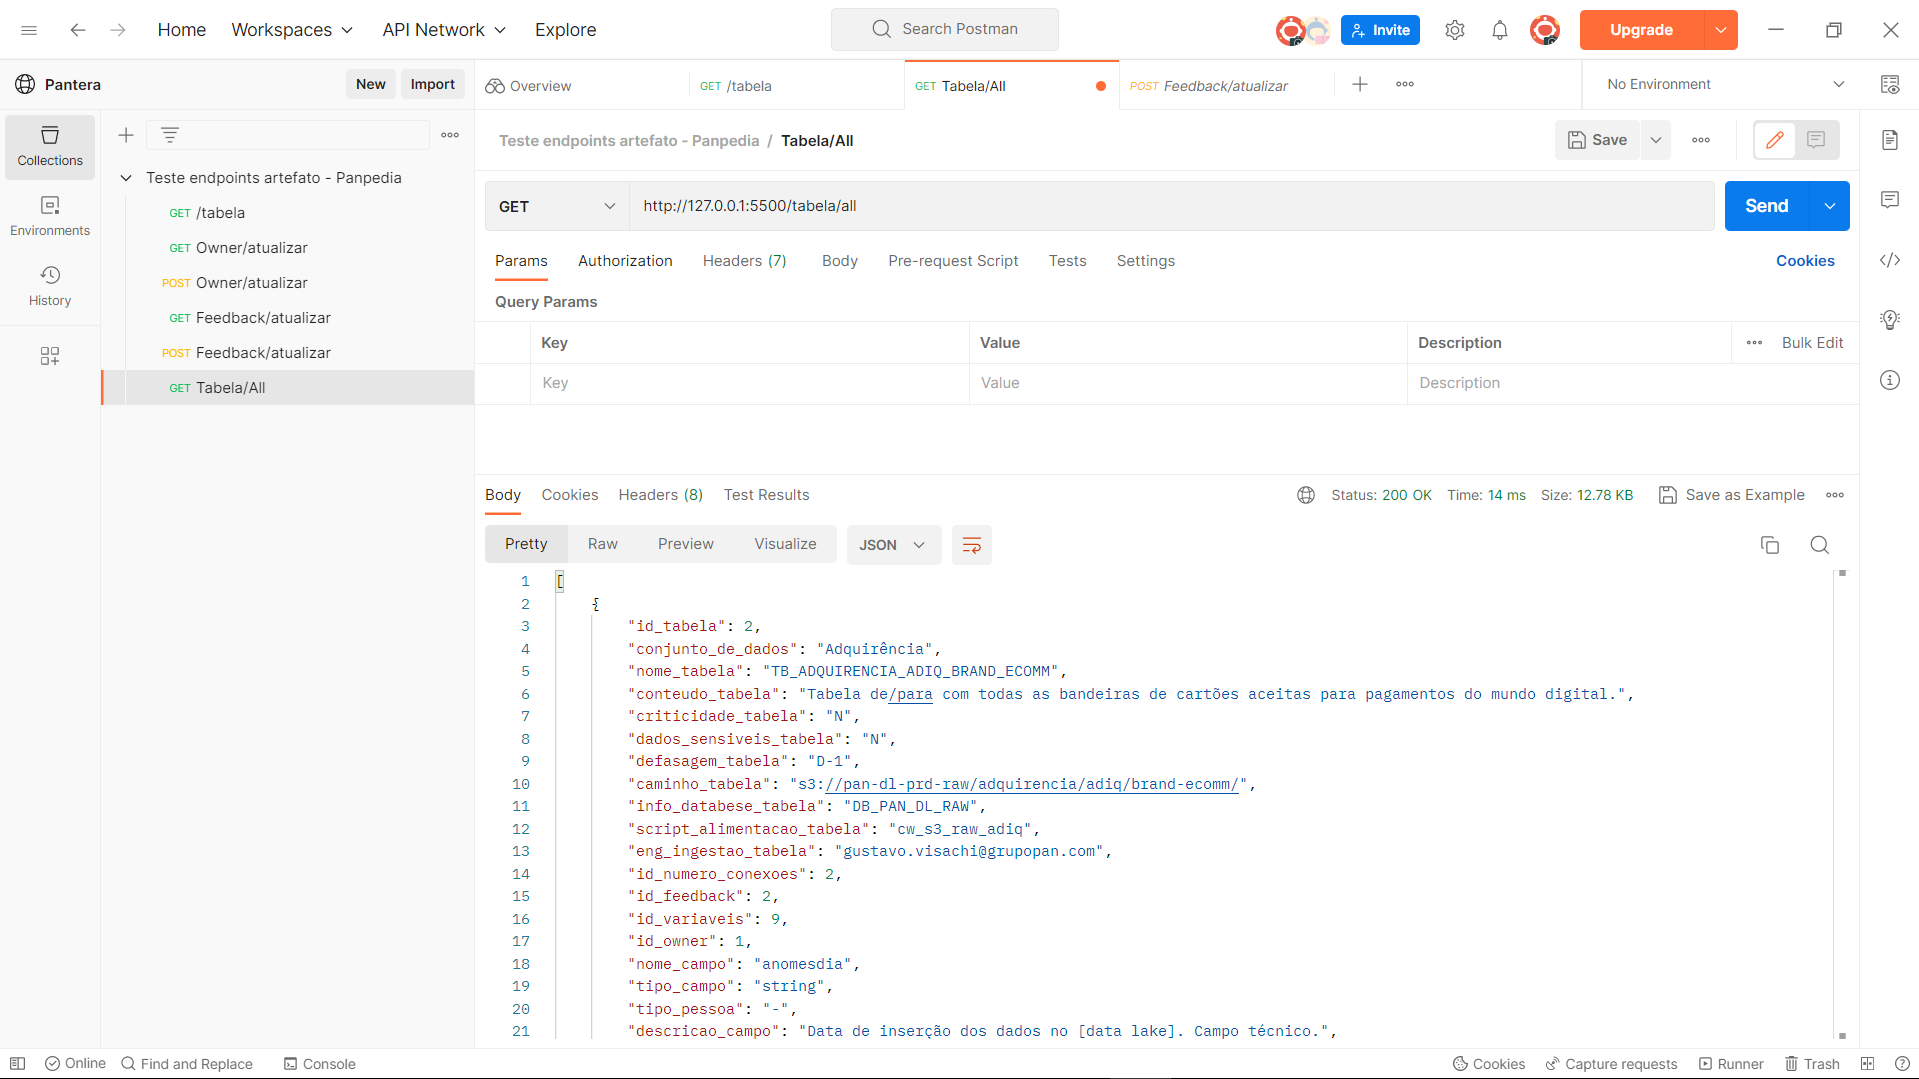 Home Workspaces API Network Explore Search Postman Invite Upgrade
Pantera New Import Overview GET /tabela GET Tabela/All POST Feedback/atualizar No Environment
Collections
Environments
History
Teste endpoints artefato - Panpedia
GET /tabela
GET Owner/atualizar
POST Owner/atualizar
GET Feedback/atualizar
POST Feedback/atualizar
GET Tabela/All
Teste endpoints artefato - Panpedia / Tabela/All Save
GET http://127.0.0.1:5500/tabela/all Send
Params Authorization Headers (7) Body Pre-request Script Tests Settings Cookies
Query Params
Key Value Description Bulk Edit
Key Value Description
Body Cookies Headers (8) Test Results Status: 200 OK Time: 14 ms Size: 12.78 KB Save as Example
Pretty Raw Preview Visualize JSON
1 [
2 {
3 "id_tabela": 2,
4 "conjunto_de_dados": "Adquirência",
5 "nome_tabela": "TB_ADQUIRENCIA_ADIQ_BRAND_ECOMM",
6 "conteudo_tabela": "Tabela de/para com todas as bandeiras de cartões aceitas para pagamentos do mundo digital.",
7 "criticidade_tabela": "N",
8 "dados_sensiveis_tabela": "N",
9 "defasagem_tabela": "D-1",
10 "caminho_tabela": "s3://pan-dl-prd-raw/adquirencia/adiq/brand-ecomm/",
11 "info_databese_tabela": "DB_PAN_DL_RAW",
12 "script_alimentacao_tabela": "cw_s3_raw_adiq",
13 "eng_ingestao_tabela": "gustavo.visachi@grupopan.com",
14 "id_numero_conexoes": 2,
15 "id_feedback": 2,
16 "id_variaveis": 9,
17 "id_owner": 1,
18 "nome_campo": "anomesdia",
19 "tipo_campo": "string",
20 "tipo_pessoa": "-",
21 "descricao_campo": "Data de inserção dos dados no [data lake]. Campo técnico.",
Online Find and Replace Console Cookies Capture requests Runner Trash